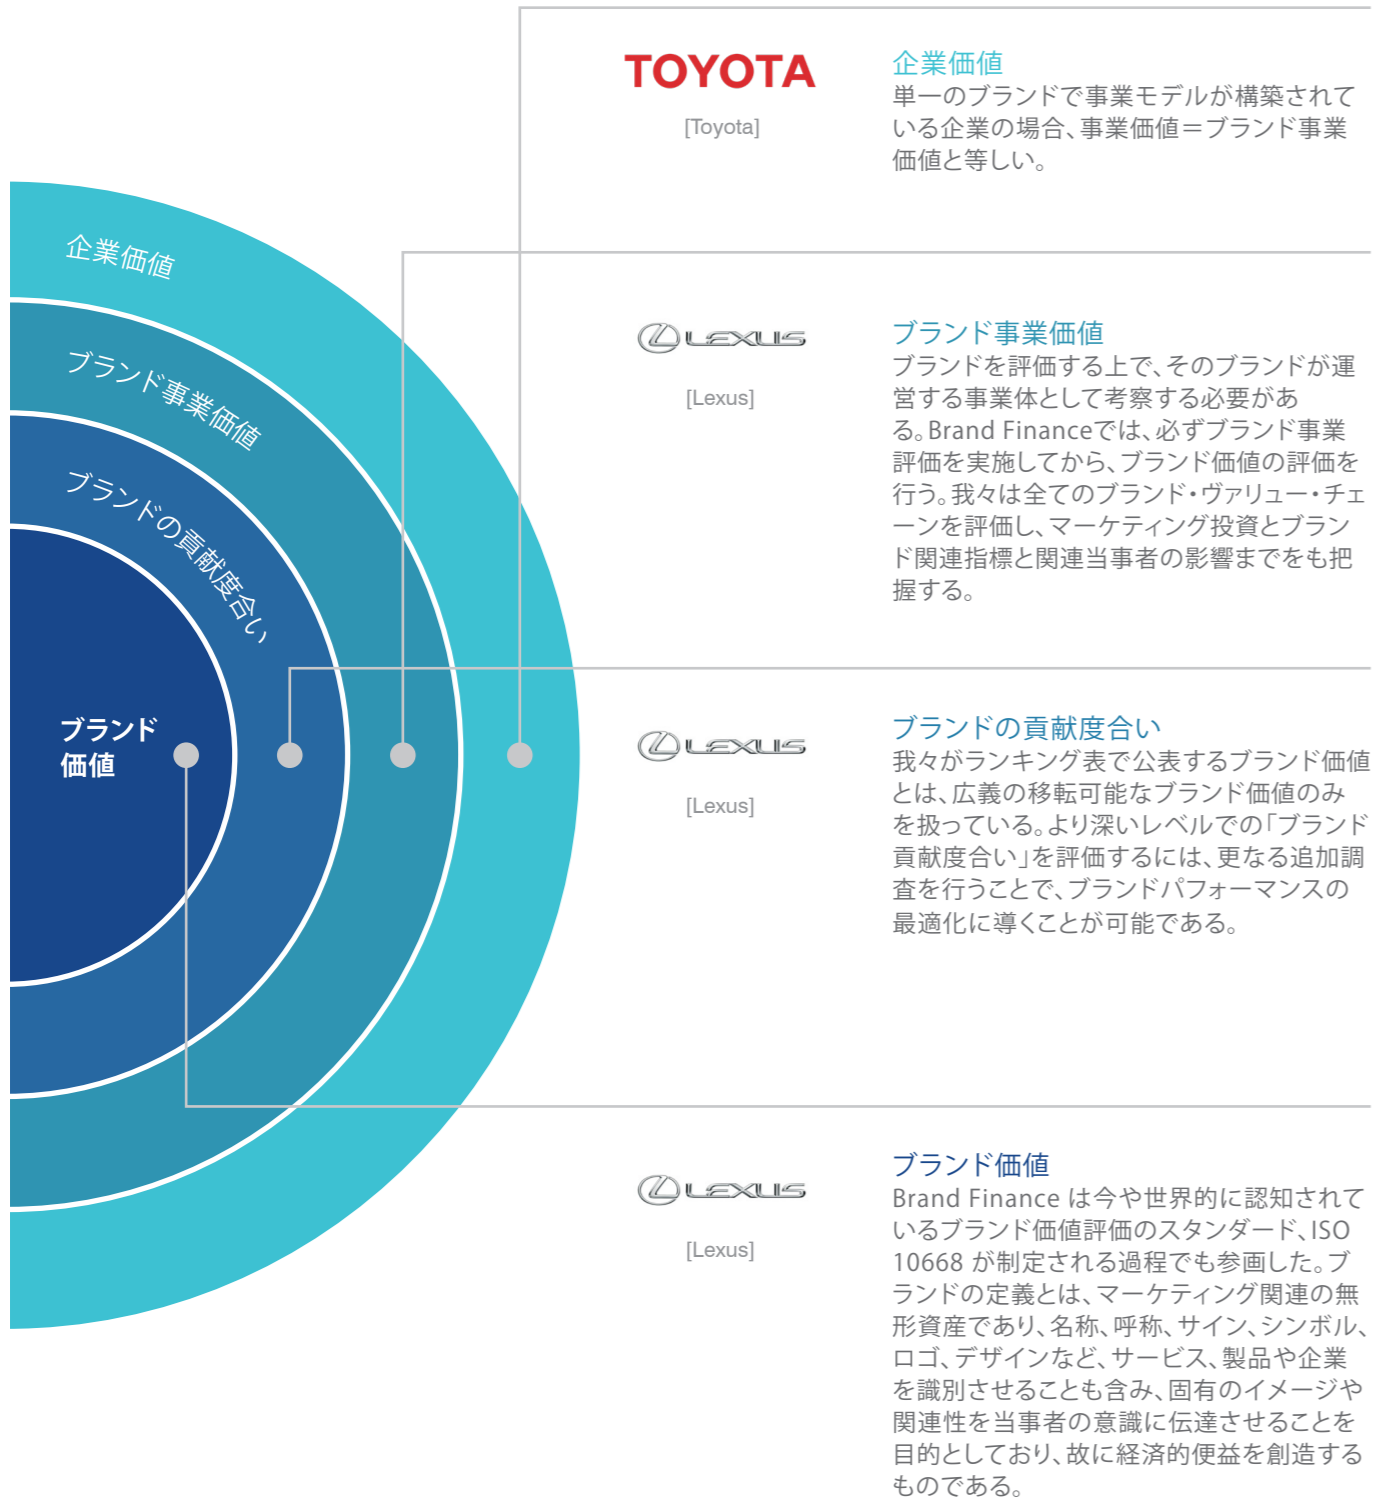 TOYOTA
[Toyota]
企業価値
単一のブランドで事業モデルが構築されて
いる企業の場合、事業価値＝ブランド事業
価値と等しい。
企業価値
ブランド事業価値
ブランドの貢献度合い
ブランド
価値
LEXUS
[Lexus]
ブランド事業価値
ブランドを評価する上で、そのブランドが運
営する事業体として考察する必要があ
る。Brand Financeでは、必ずブランド事業
評価を実施してから、ブランド価値の評価を
行う。我々は全てのブランド・ヴァリュー・チェ
ーンを評価し、マーケティング投資とブラン
ド関連指標と関連当事者の影響までをも把
握する。
LEXUS
[Lexus]
ブランドの貢献度合い
我々がランキング表で公表するブランド価値
とは、広義の移転可能なブランド価値のみ
を扱っている。より深いレベルでの「ブランド
貢献度合い」を評価するには、更なる追加調
査を行うことで、ブランドパフォーマンスの
最適化に導くことが可能である。
LEXUS
[Lexus]
ブランド価値
Brand Finance は今や世界的に認知されて
いるブランド価値評価のスタンダード、ISO
10668 が制定される過程でも参画した。ブ
ランドの定義とは、マーケティング関連の無
形資産であり、名称、呼称、サイン、シンボル、
ロゴ、デザインなど、サービス、製品や企業
を識別させることも含み、固有のイメージや
関連性を当事者の意識に伝達させることを
目的としており、故に経済的便益を創造する
ものである。